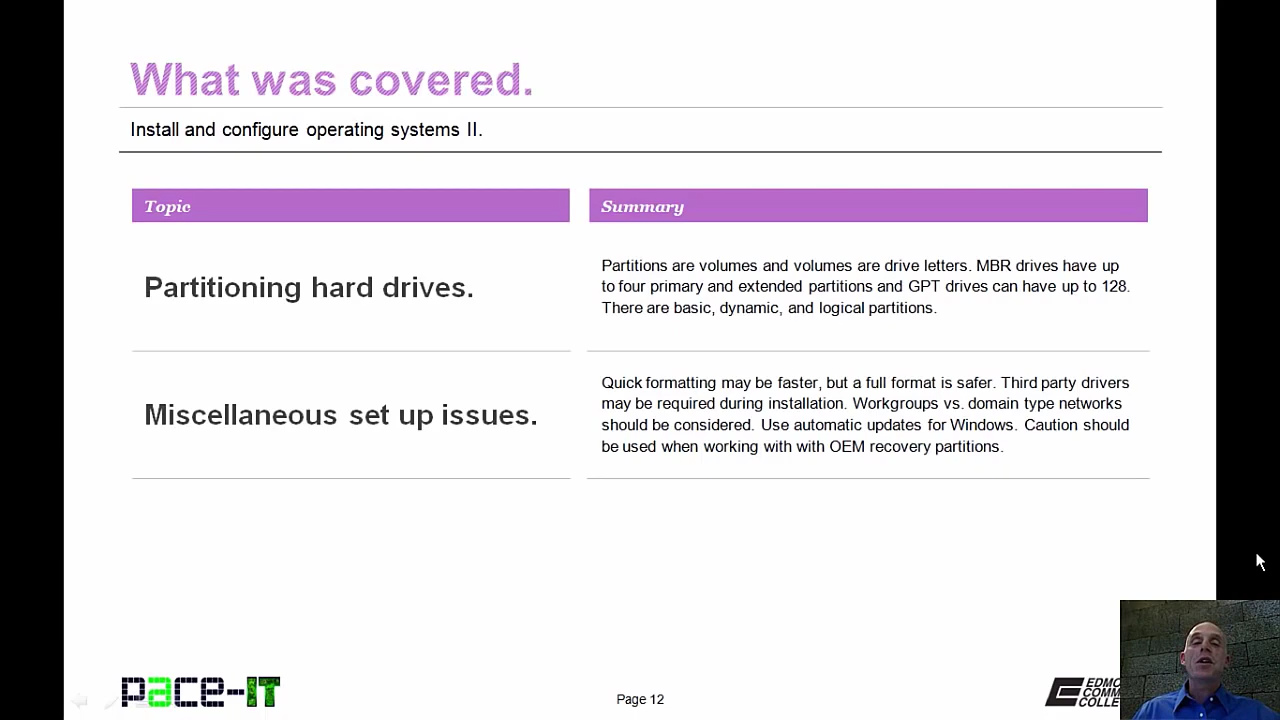 What was covered.
Install and configure operating systems II.
Topic
Summary
Partitioning hard drives.
Partitions are volumes and volumes are drive letters. MBR drives have up
to four primary and extended partitions and GPT drives can have up to 128.
There are basic, dynamic, and logical partitions.
Miscellaneous set up issues.
Quick formatting may be faster, but a full format is safer. Third party drivers
may be required during installation. Workgroups vs. domain type networks
should be considered. Use automatic updates for Windows. Caution should
be used when working with with OEM recovery partitions.
pace-IT
Page 12